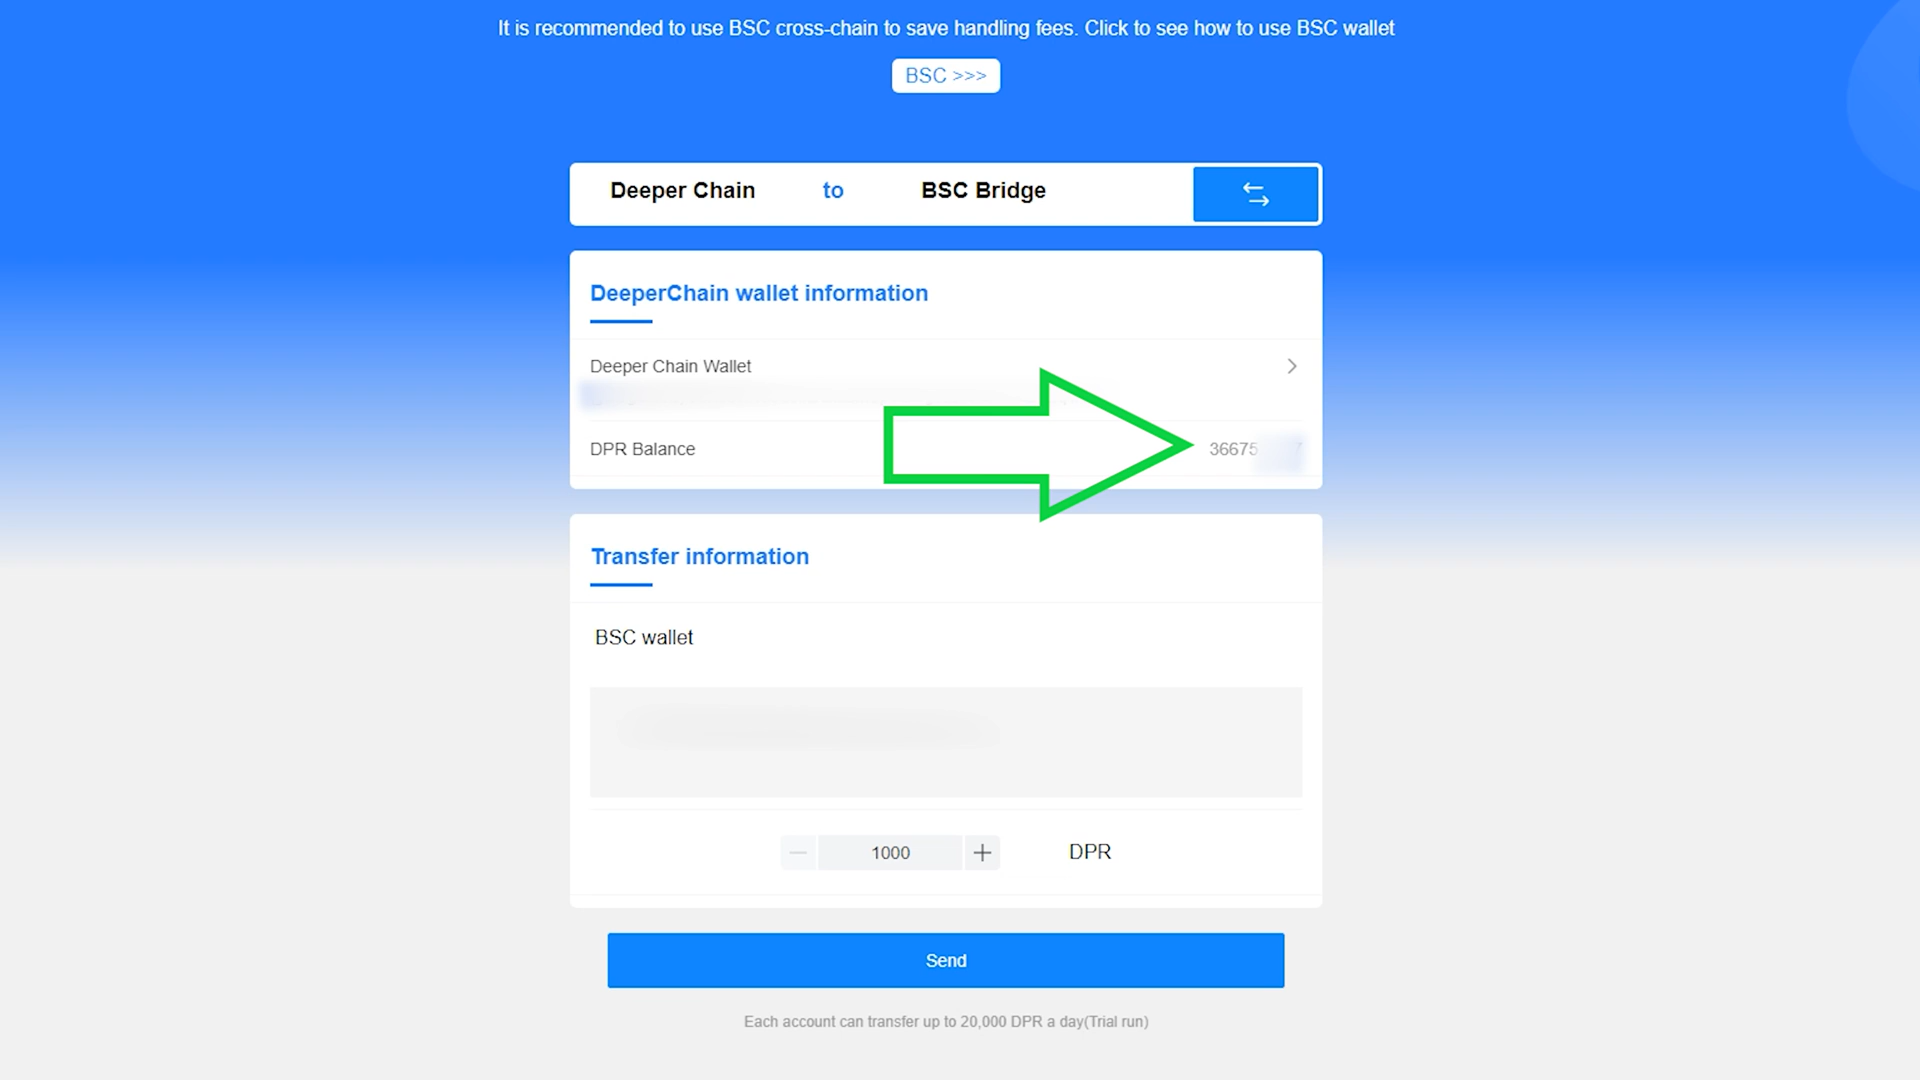 It is recommended to use BSC cross-chain to save handling fees. Click to see how to use BSC wallet
BSC >>>
Deeper Chain to BSC Bridge
DeeperChain wallet information
Deeper Chain Wallet
DPR Balance 36675
Transfer information
BSC wallet
1000 DPR
Send
Each account can transfer up to 20,000 DPR a day(Trial run)